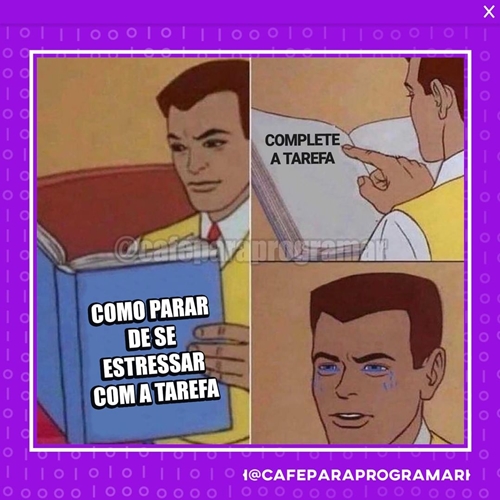 X
COMO PARAR
DE SE
ESTRESSAR
COM A TAREFA
COMPLETE
A TAREFA
@cafeparaprogramar
@CAFEPARAPROGRAMAR